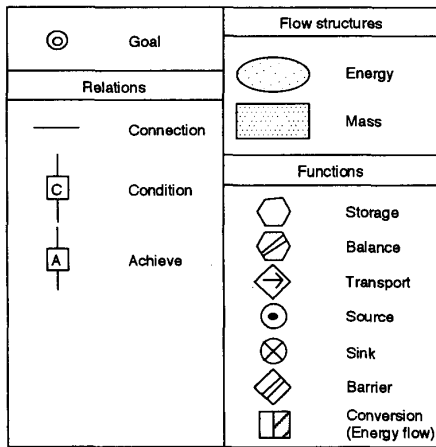 Goal
Relations
Connection
C
Condition
A
Achieve
Flow structures
Energy
Mass
Functions
Storage
Balance
Transport
Source
Sink
Barrier
Conversion
(Energy flow)